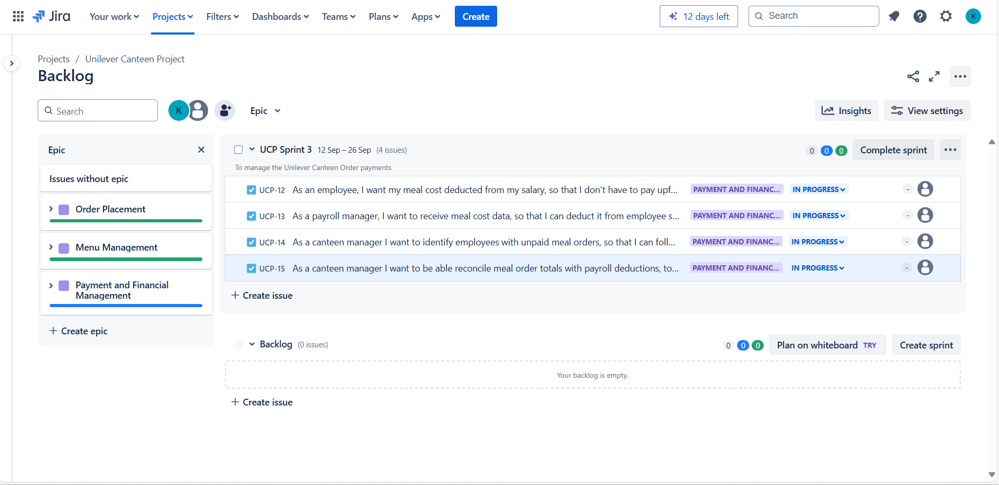 Jira Your work Projects Filters Dashboards Teams Plans Apps Create 12 days left Search K
Projects / Unilever Canteen Project
Backlog
Search K Epic Insights View settings
Epic
Issues without epic
Order Placement
Menu Management
Payment and Financial
Management
Create epic
UCP Sprint 3 12 Sep – 26 Sep (4 issues) 0 0 0 Complete sprint
To manage the Unilever Canteen Order payments
UCP-12 As an employee, I want my meal cost deducted from my salary, so that I don't have to pay upf... PAYMENT AND FINANC... IN PROGRESS -
UCP-13 As a payroll manager, I want to receive meal cost data, so that I can deduct it from employee s... PAYMENT AND FINANC... IN PROGRESS -
UCP-14 As a canteen manager I want to identify employees with unpaid meal orders, so that I can foll... PAYMENT AND FINANC... IN PROGRESS -
UCP-15 As a canteen manager I want to be able reconcile meal order totals with payroll deductions, to... PAYMENT AND FINANC... IN PROGRESS -
Create issue
Backlog (0 issues) 0 0 0 Plan on whiteboard TRY Create sprint
Your backlog is empty.
Create issue